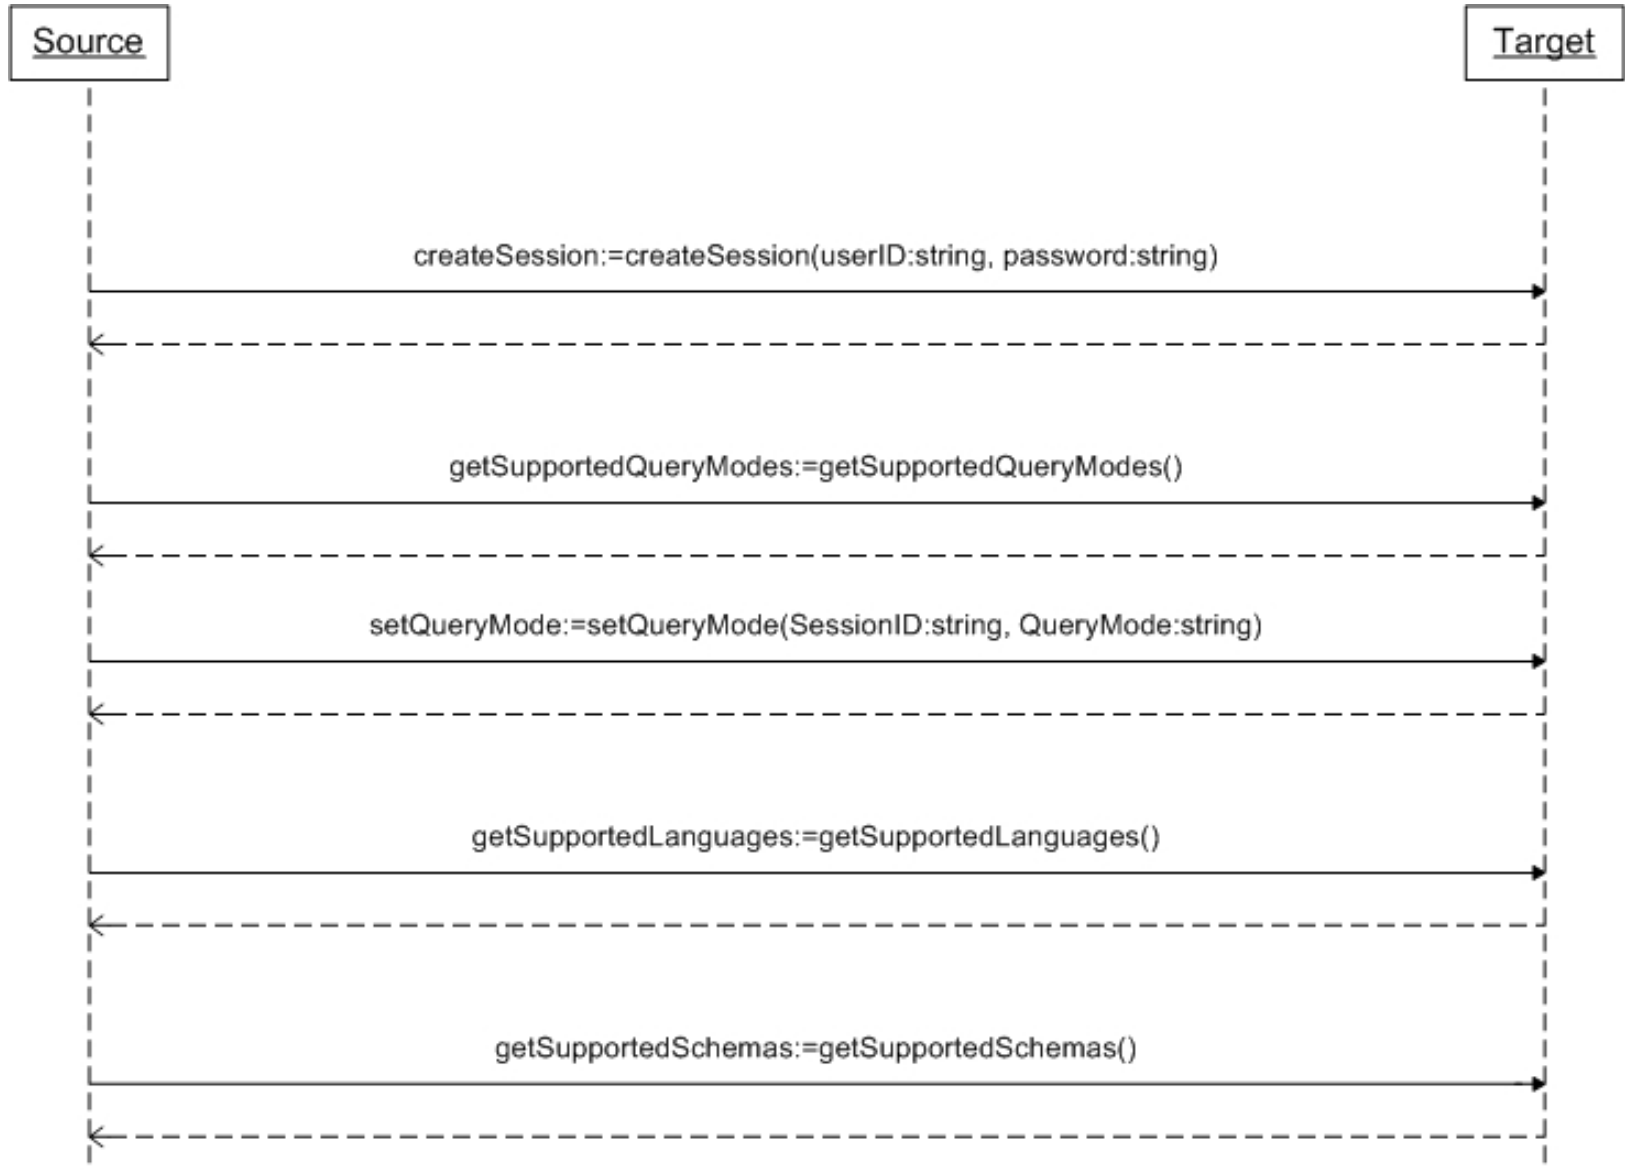 Source
Target
createSession:=createSession(userID:string, password:string)
getSupportedQueryModes:=getSupportedQueryModes()
setQueryMode:=setQueryMode(SessionID:string, QueryMode:string)
getSupportedLanguages:=getSupportedLanguages()
getSupportedSchemas:=getSupportedSchemas()